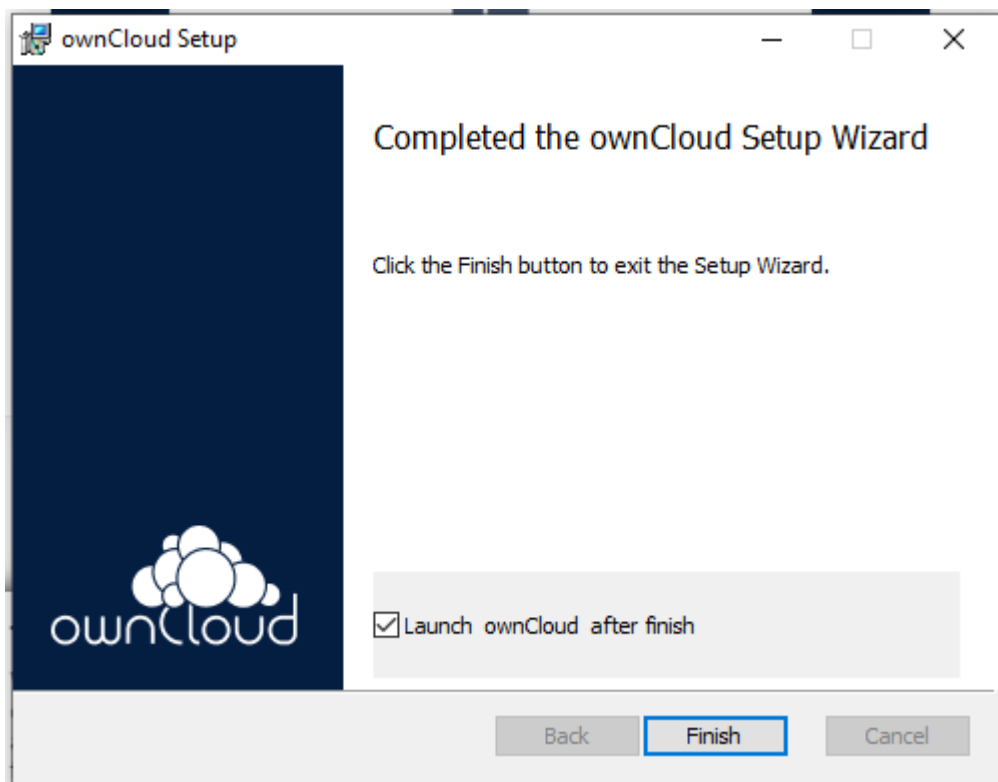 ownCloud Setup
Completed the ownCloud Setup Wizard
Click the Finish button to exit the Setup Wizard.
ownCloud
Launch ownCloud after finish
Back
Finish
Cancel